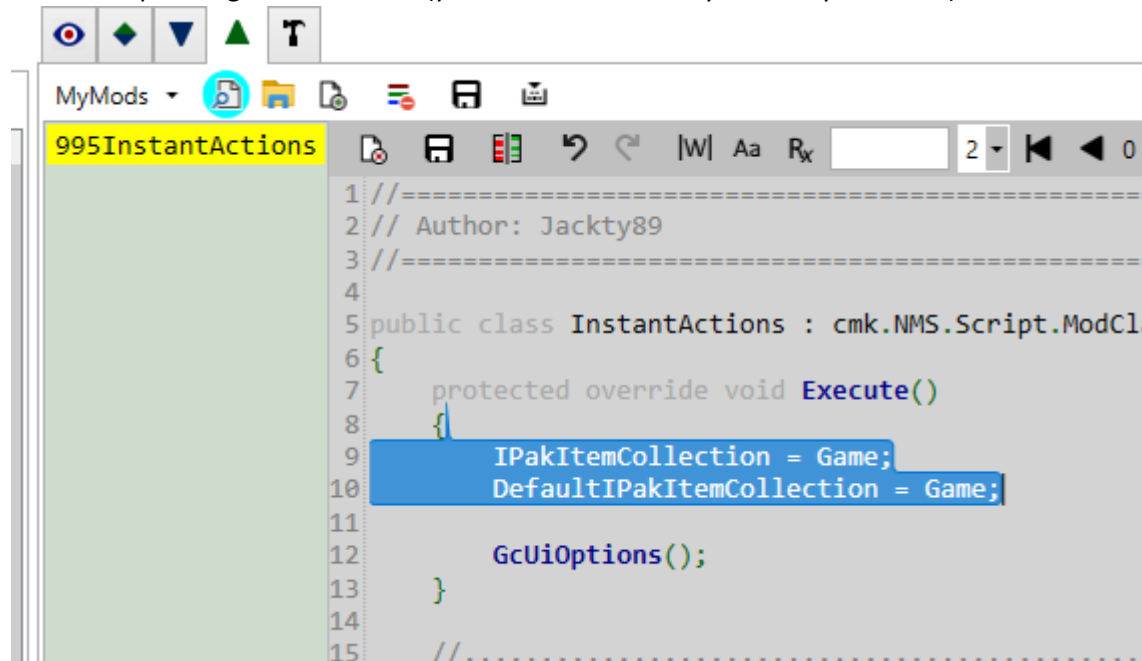 MyMods
995InstantActions
|W| Aa Rx 2 0
1 //================================================
2 // Author: Jackty89
3 //================================================
4
5 public class InstantActions : cmk.NMS.Script.ModCl
6 {
7 protected override void Execute()
8 {
9 IPakItemCollection = Game;
10 DefaultIPakItemCollection = Game;
11
12 GcUiOptions();
13 }
14
15 //................................................